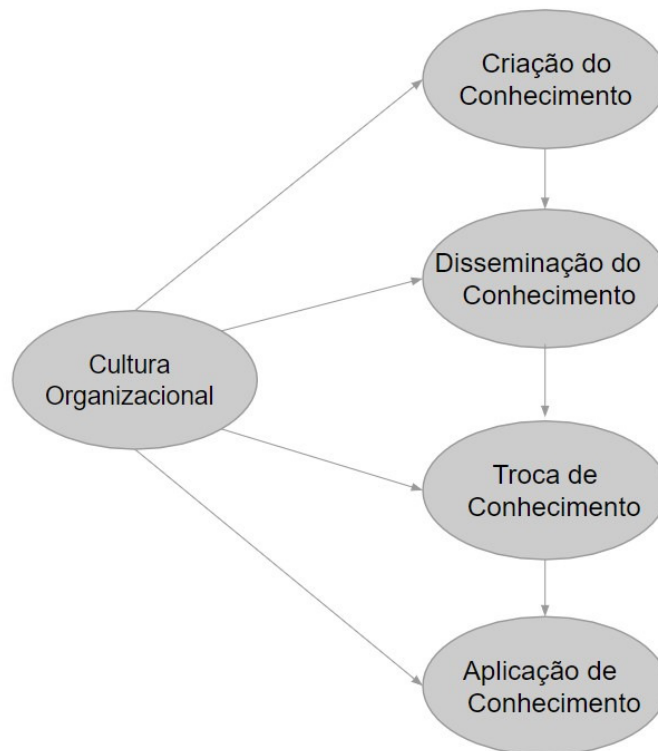 Criação do
Conhecimento
Disseminação do
Conhecimento
Cultura
Organizacional
Troca de
Conhecimento
Aplicação de
Conhecimento